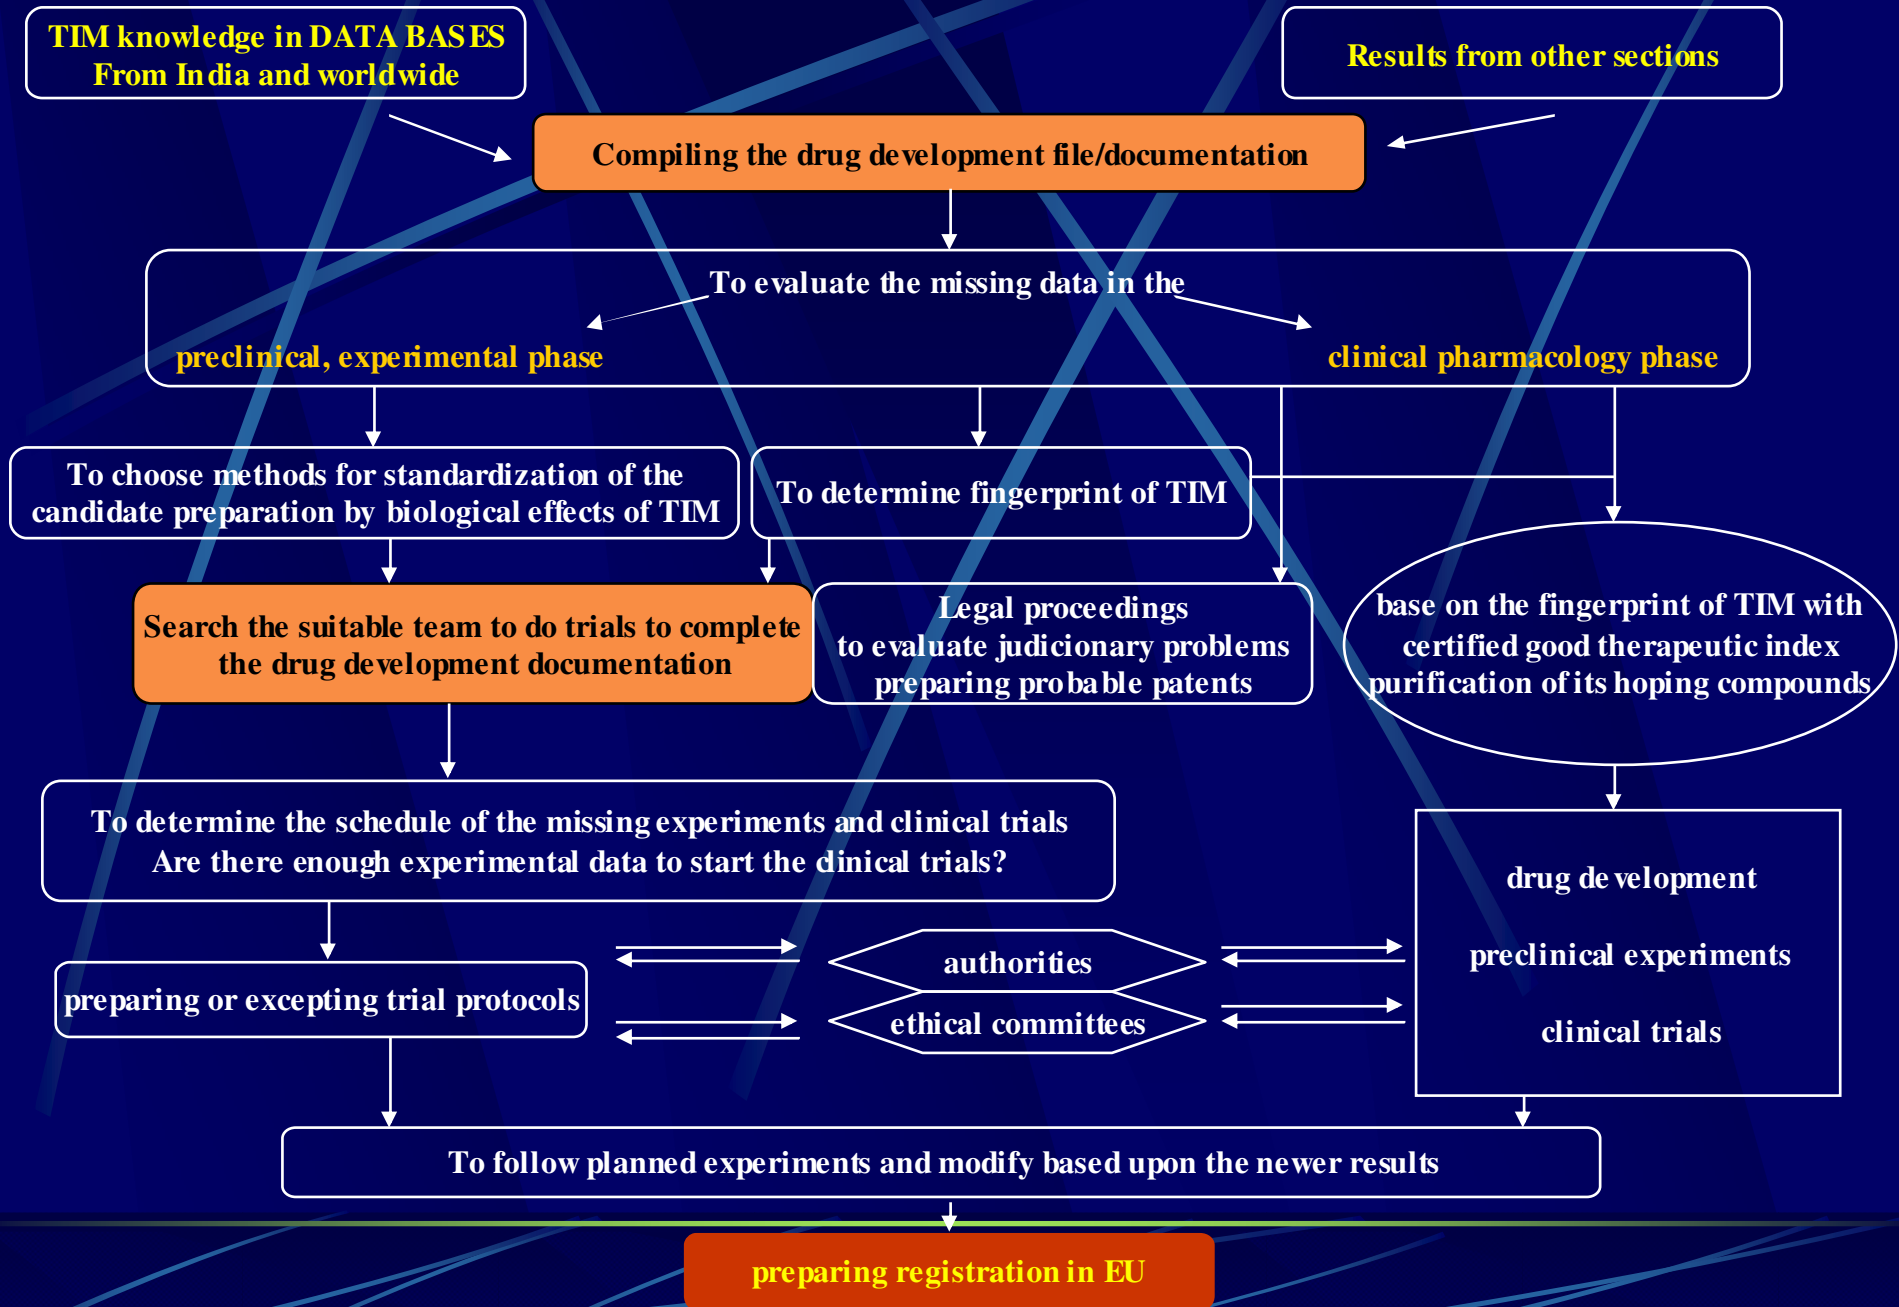 TIM knowledge in DATA BASES
From India and worldwide
Results from other sections
Compiling the drug development file/documentation
To evaluate the missing data in the
preclinical, experimental phase
clinical pharmacology phase
To choose methods for standardization of the
candidate preparation by biological effects of TIM
To determine fingerprint of TIM
Search the suitable team to do trials to complete
the drug development documentation
Legal proceedings
to evaluate judicionary problems
preparing probable patents
base on the fingerprint of TIM with
certified good therapeutic index
purification of its hoping compounds
To determine the schedule of the missing experiments and clinical trials
Are there enough experimental data to start the clinical trials?
drug development
preclinical experiments
clinical trials
authorities
preparing or excepting trial protocols
ethical committees
To follow planned experiments and modify based upon the newer results
preparing registration in EU